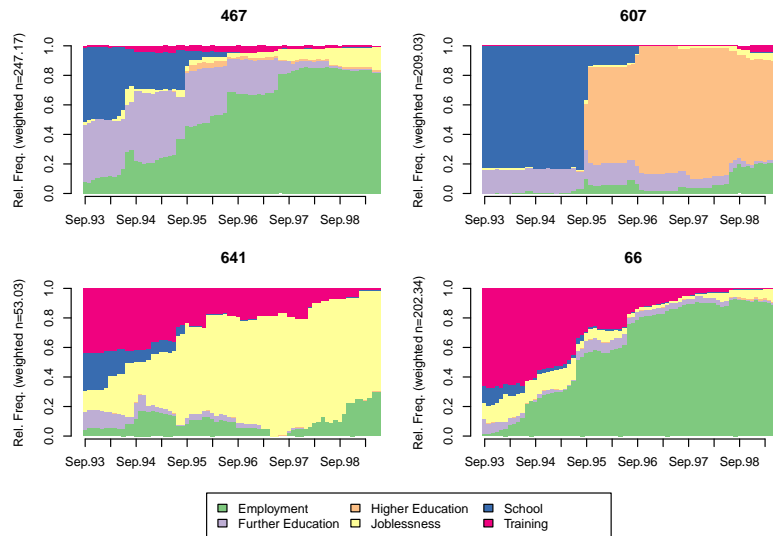 467
Rel. Freq. (weighted n=247.17)
0.0 0.2 0.4 0.6 0.8 1.0
Sep.93 Sep.94 Sep.95 Sep.96 Sep.97 Sep.98
607
Rel. Freq. (weighted n=209.03)
0.0 0.2 0.4 0.6 0.8 1.0
Sep.93 Sep.94 Sep.95 Sep.96 Sep.97 Sep.98
641
Rel. Freq. (weighted n=53.03)
0.0 0.2 0.4 0.6 0.8 1.0
Sep.93 Sep.94 Sep.95 Sep.96 Sep.97 Sep.98
66
Rel. Freq. (weighted n=202.34)
0.0 0.2 0.4 0.6 0.8 1.0
Sep.93 Sep.94 Sep.95 Sep.96 Sep.97 Sep.98
Employment Higher Education School
Further Education Joblessness Training